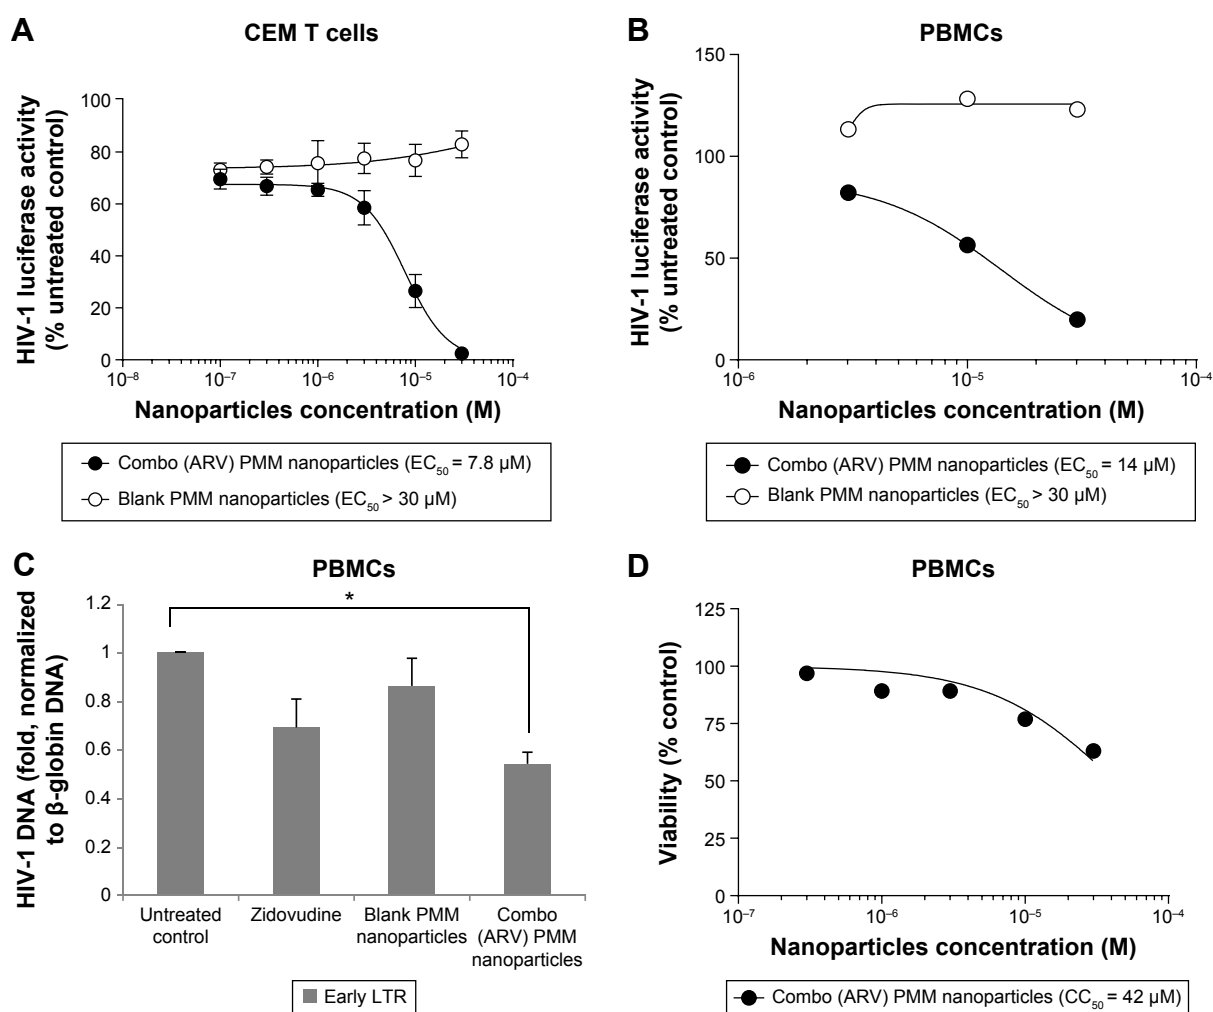 A
CEM T cells
HIV-1 luciferase activity
(% untreated control)
100
80
60
40
20
0
10⁻⁸
10⁻⁷
10⁻⁶
10⁻⁵
10⁻⁴
Nanoparticles concentration (M)
Combo (ARV) PMM nanoparticles (EC₅₀ = 7.8 µM)
Blank PMM nanoparticles (EC₅₀ > 30 µM)
B
PBMCs
HIV-1 luciferase activity
(% untreated control)
150
100
50
0
10⁻⁶
10⁻⁵
10⁻⁴
Nanoparticles concentration (M)
Combo (ARV) PMM nanoparticles (EC₅₀ = 14 µM)
Blank PMM nanoparticles (EC₅₀ > 30 µM)
C
PBMCs
HIV-1 DNA (fold, normalized
to β-globin DNA)
1.2
1
0.8
0.6
0.4
0.2
0
*
Untreated
control
Zidovudine
Blank PMM
nanoparticles
Combo
(ARV) PMM
nanoparticles
Early LTR
D
PBMCs
Viability (% control)
125
100
75
50
25
0
10⁻⁷
10⁻⁶
10⁻⁵
10⁻⁴
Nanoparticles concentration (M)
Combo (ARV) PMM nanoparticles (CC₅₀ = 42 µM)